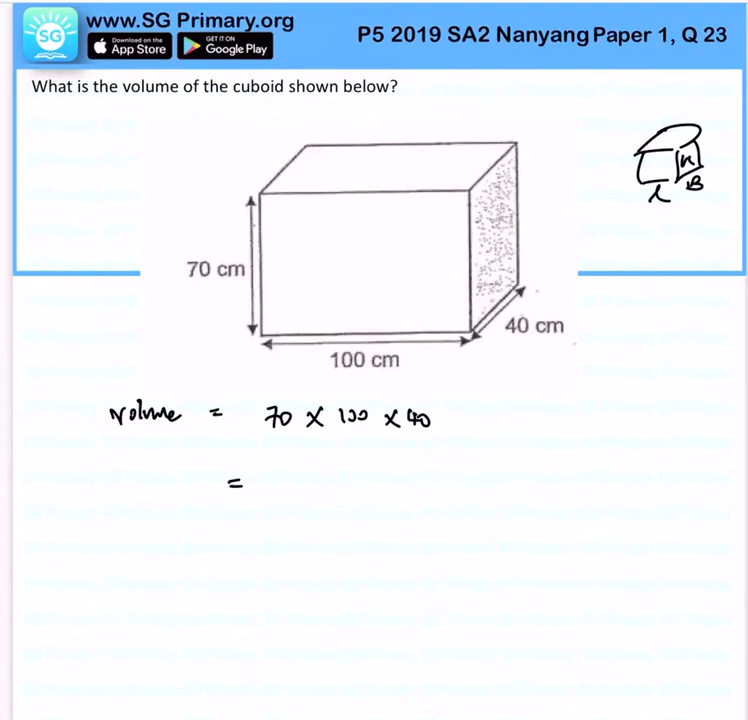 www.SG Primary.org
SG
Download on the
App Store
GET IT ON
Google Play
P5 2019 SA2 Nanyang Paper 1, Q 23
What is the volume of the cuboid shown below?
H
B
L
70 cm
40 cm
100 cm
volume = 70 × 100 × 40
=